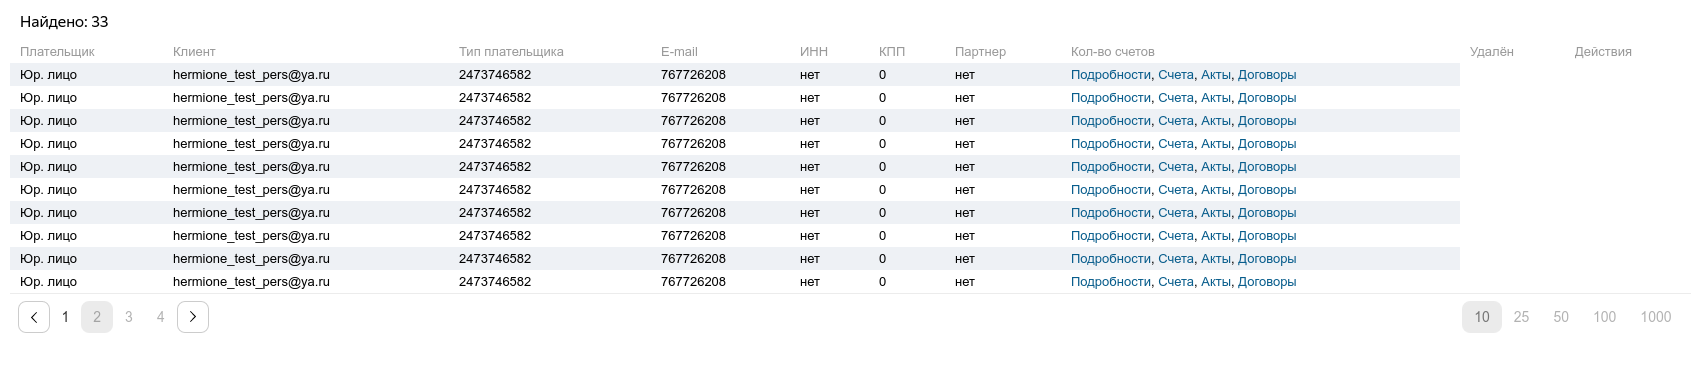 Найдено: 33
Плательщик Клиент Тип плательщика E-mail ИНН КПП Партнер Кол-во счетов Удалён Действия
Юр. лицо hermione_test_pers@ya.ru 2473746582 767726208 нет 0 нет Подробности, Счета, Акты, Договоры
Юр. лицо hermione_test_pers@ya.ru 2473746582 767726208 нет 0 нет Подробности, Счета, Акты, Договоры
Юр. лицо hermione_test_pers@ya.ru 2473746582 767726208 нет 0 нет Подробности, Счета, Акты, Договоры
Юр. лицо hermione_test_pers@ya.ru 2473746582 767726208 нет 0 нет Подробности, Счета, Акты, Договоры
Юр. лицо hermione_test_pers@ya.ru 2473746582 767726208 нет 0 нет Подробности, Счета, Акты, Договоры
Юр. лицо hermione_test_pers@ya.ru 2473746582 767726208 нет 0 нет Подробности, Счета, Акты, Договоры
Юр. лицо hermione_test_pers@ya.ru 2473746582 767726208 нет 0 нет Подробности, Счета, Акты, Договоры
Юр. лицо hermione_test_pers@ya.ru 2473746582 767726208 нет 0 нет Подробности, Счета, Акты, Договоры
Юр. лицо hermione_test_pers@ya.ru 2473746582 767726208 нет 0 нет Подробности, Счета, Акты, Договоры
Юр. лицо hermione_test_pers@ya.ru 2473746582 767726208 нет 0 нет Подробности, Счета, Акты, Договоры
1 2 3 4 10 25 50 100 1000